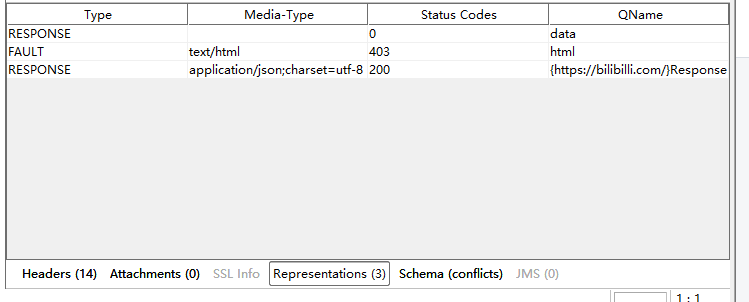 Type Media-Type Status Codes QName
RESPONSE 0 data
FAULT text/html 403 html
RESPONSE application/json;charset=utf-8 200 {https://bilibilli.com/}Response
Headers (14) Attachments (0) SSL Info Representations (3) Schema (conflicts) JMS (0)
1 : 1